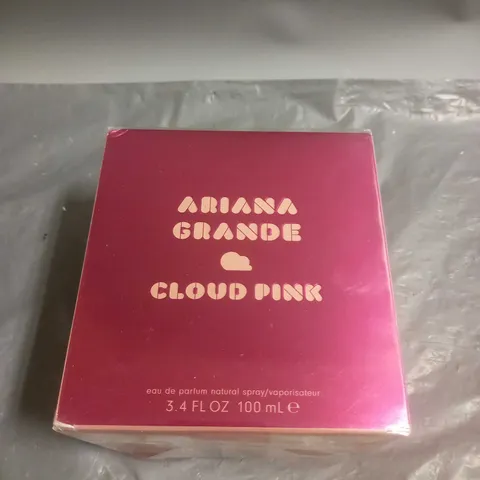 ARIANA
GRANDE
CLOUD PINK
eau de parfum natural spray/vaporisateur
3.4 FL OZ 100 mL ℮